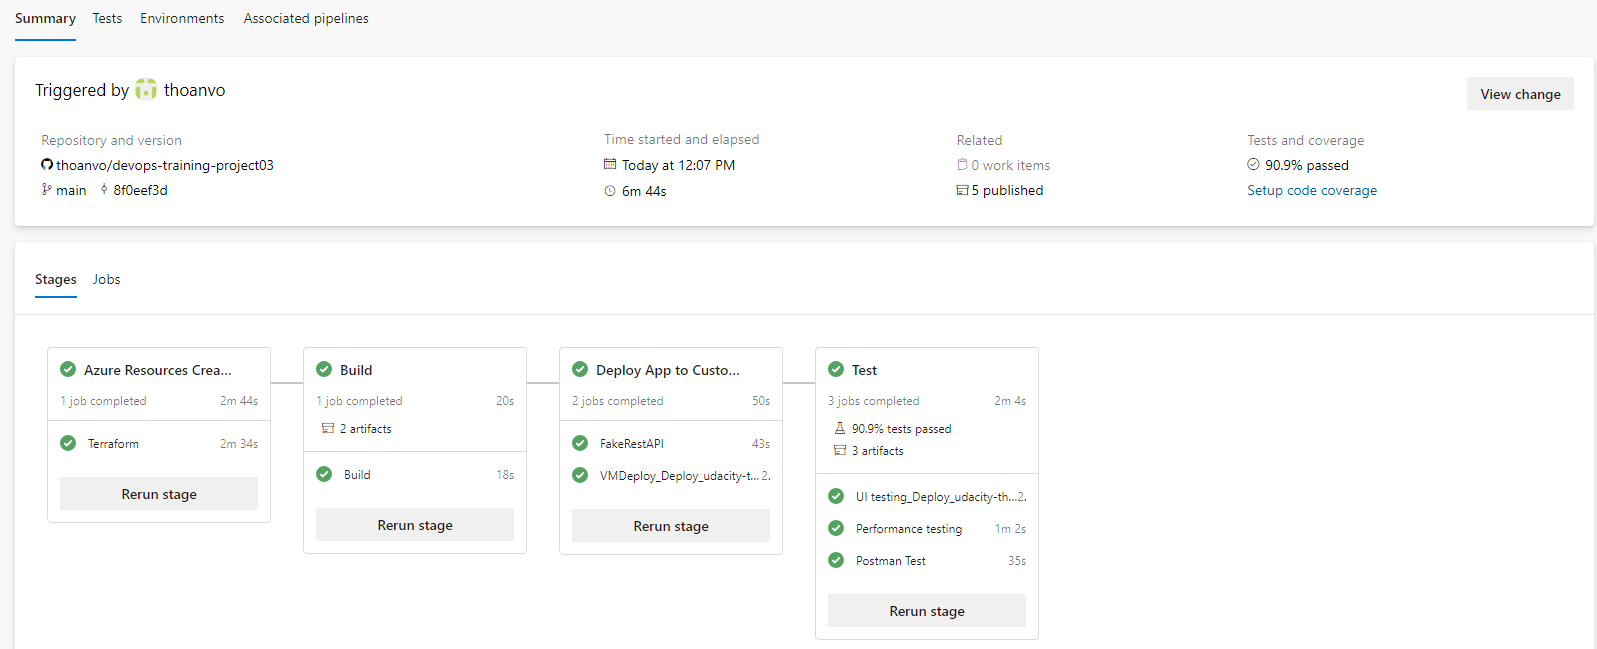 Summary Tests Environments Associated pipelines
Triggered by thoanvo
View change
Repository and version
thoanvo/devops-training-project03
main 8f0eef3d
Time started and elapsed
Today at 12:07 PM
6m 44s
Related
0 work items
5 published
Tests and coverage
90.9% passed
Setup code coverage
Stages Jobs
Azure Resources Crea...
1 job completed 2m 44s
Terraform 2m 34s
Rerun stage
Build
1 job completed 20s
2 artifacts
Build 18s
Rerun stage
Deploy App to Custo...
2 jobs completed 50s
FakeRestAPI 43s
VMDeploy_Deploy_udacity-t... 2.
Rerun stage
Test
3 jobs completed 2m 4s
90.9% tests passed
3 artifacts
UI testing_Deploy_udacity-th... 2.
Performance testing 1m 2s
Postman Test 35s
Rerun stage